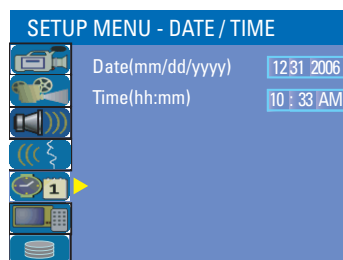 SETUP MENU - DATE / TIME
Date(mm/dd/yyyy) 12 31 2006
Time(hh:mm) 10 : 33 AM
1